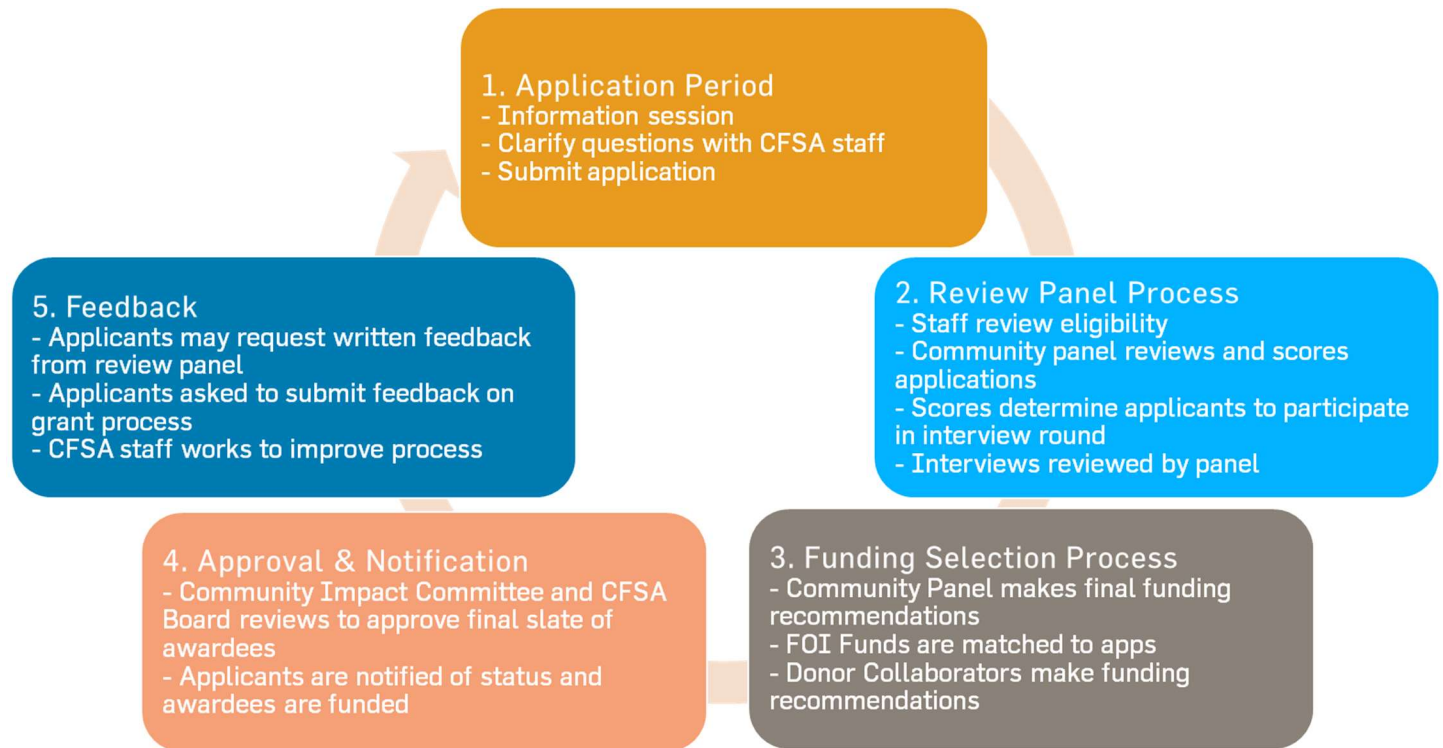 1. Application Period
- Information session
- Clarify questions with CFSA staff
- Submit application
2. Review Panel Process
- Staff review eligibility
- Community panel reviews and scores
applications
- Scores determine applicants to participate
in interview round
- Interviews reviewed by panel
3. Funding Selection Process
- Community Panel makes final funding
recommendations
- FOI Funds are matched to apps
- Donor Collaborators make funding
recommendations
4. Approval & Notification
- Community Impact Committee and CFSA
Board reviews to approve final slate of
awardees
- Applicants are notified of status and
awardees are funded
5. Feedback
- Applicants may request written feedback
from review panel
- Applicants asked to submit feedback on
grant process
- CFSA staff works to improve process